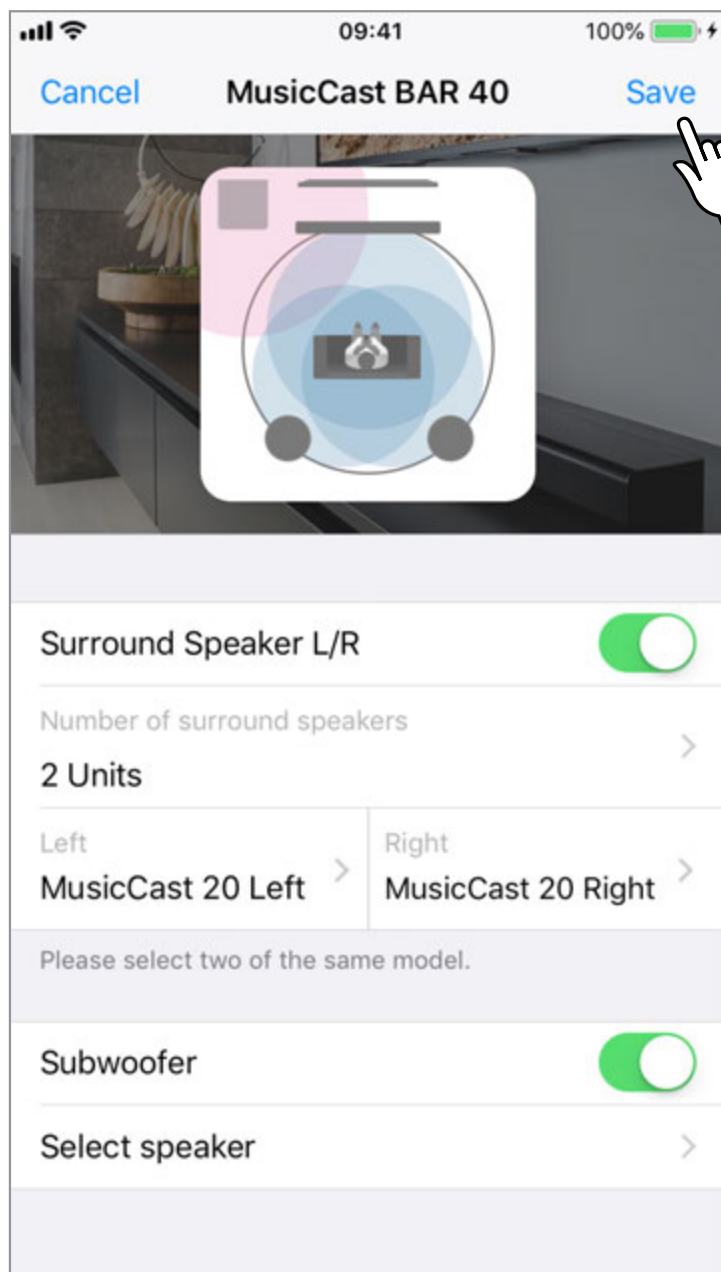 09:41
100%
Cancel MusicCast BAR 40 Save
Surround Speaker L/R
Number of surround speakers
2 Units
Left Right
MusicCast 20 Left MusicCast 20 Right
Please select two of the same model.
Subwoofer
Select speaker